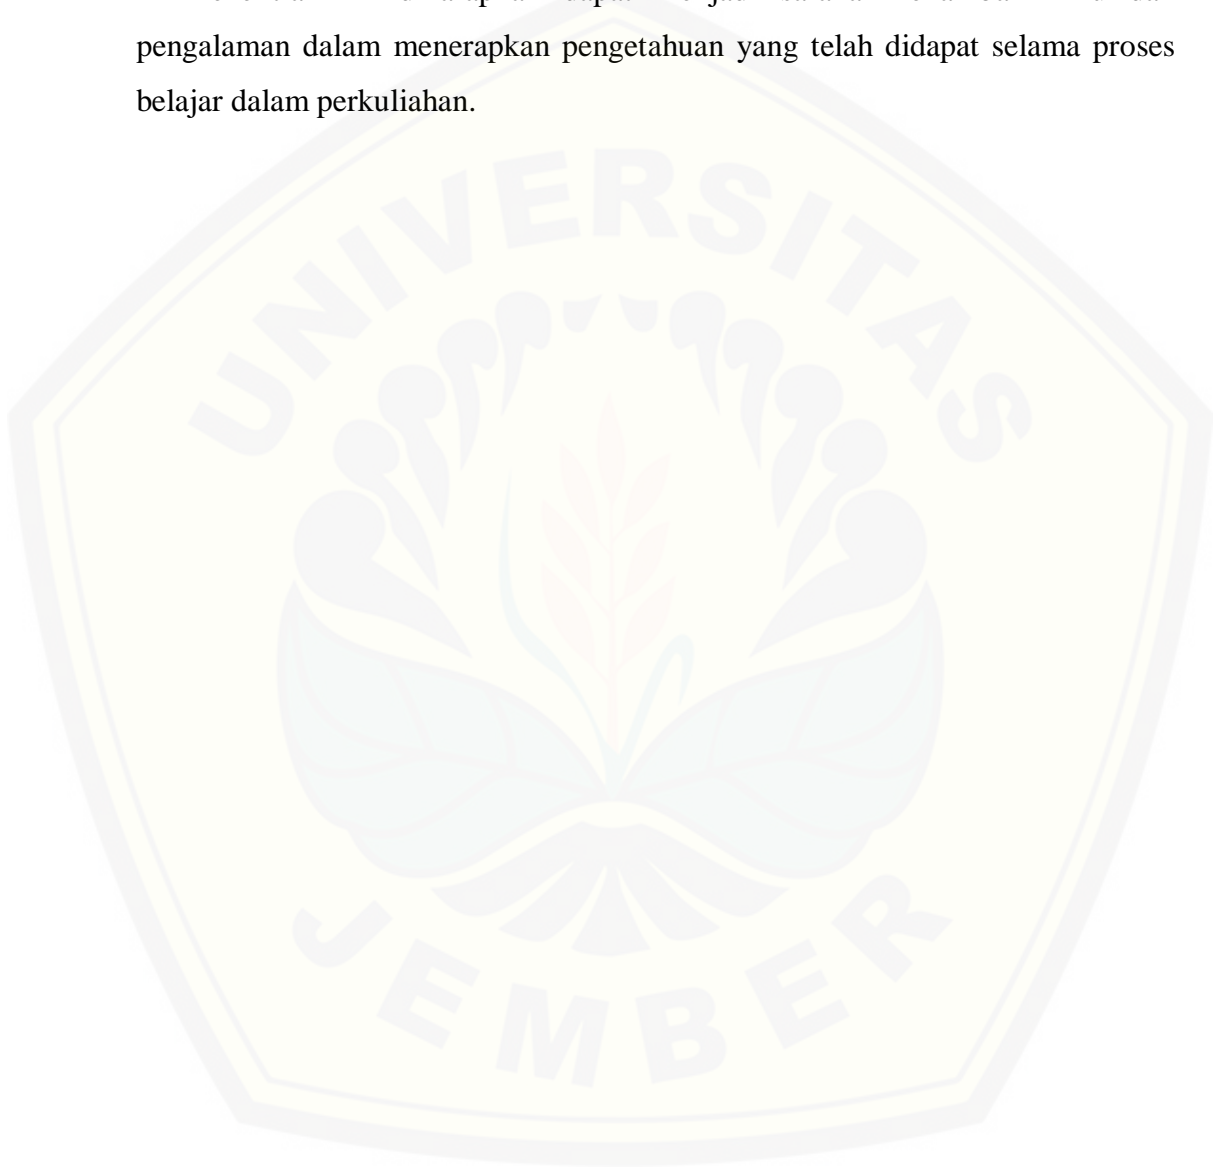 pengalaman dalam menerapkan pengetahuan yang telah didapat selama proses
belajar dalam perkuliahan.
UNIVERSITAS
JEMBER